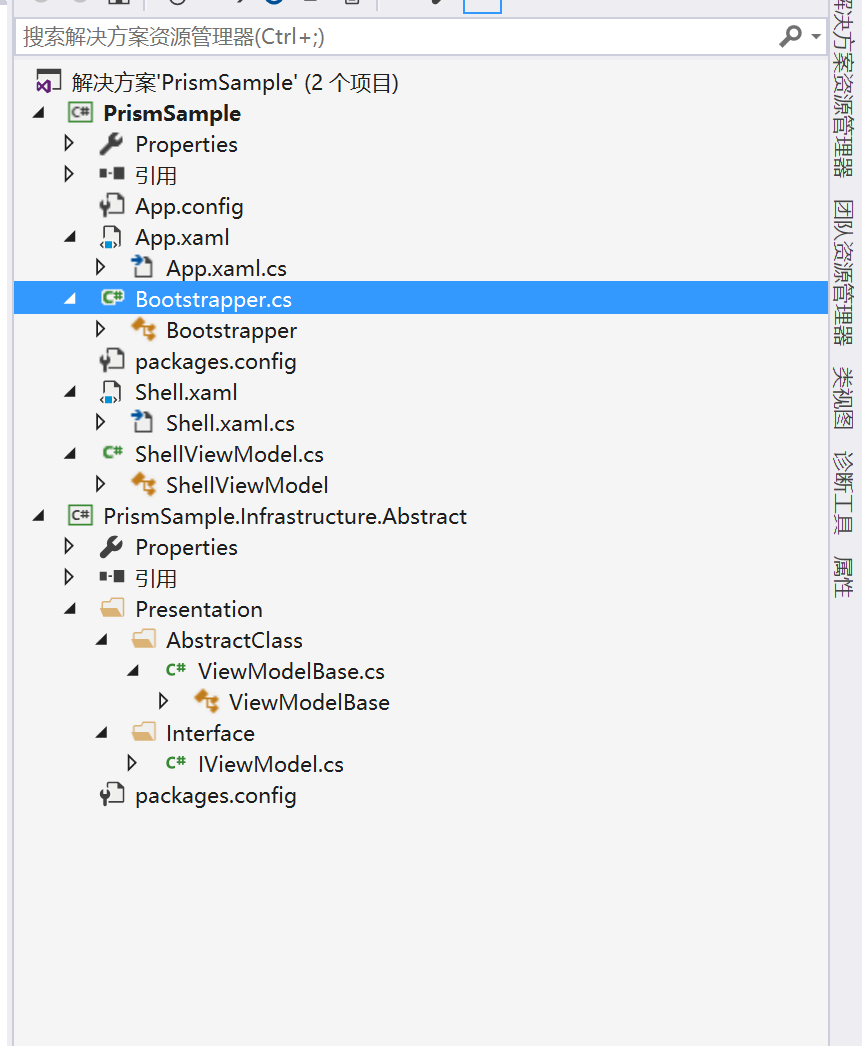 搜索解决方案资源管理器(Ctrl+;)
解决方案'PrismSample' (2 个项目)
C# PrismSample
Properties
引用
App.config
App.xaml
App.xaml.cs
C# Bootstrapper.cs
Bootstrapper
packages.config
Shell.xaml
Shell.xaml.cs
C# ShellViewModel.cs
ShellViewModel
C# PrismSample.Infrastructure.Abstract
Properties
引用
Presentation
AbstractClass
C# ViewModelBase.cs
ViewModelBase
Interface
C# IViewModel.cs
packages.config
解决方案资源管理器
团队资源管理器
类视图
诊断工具
属性